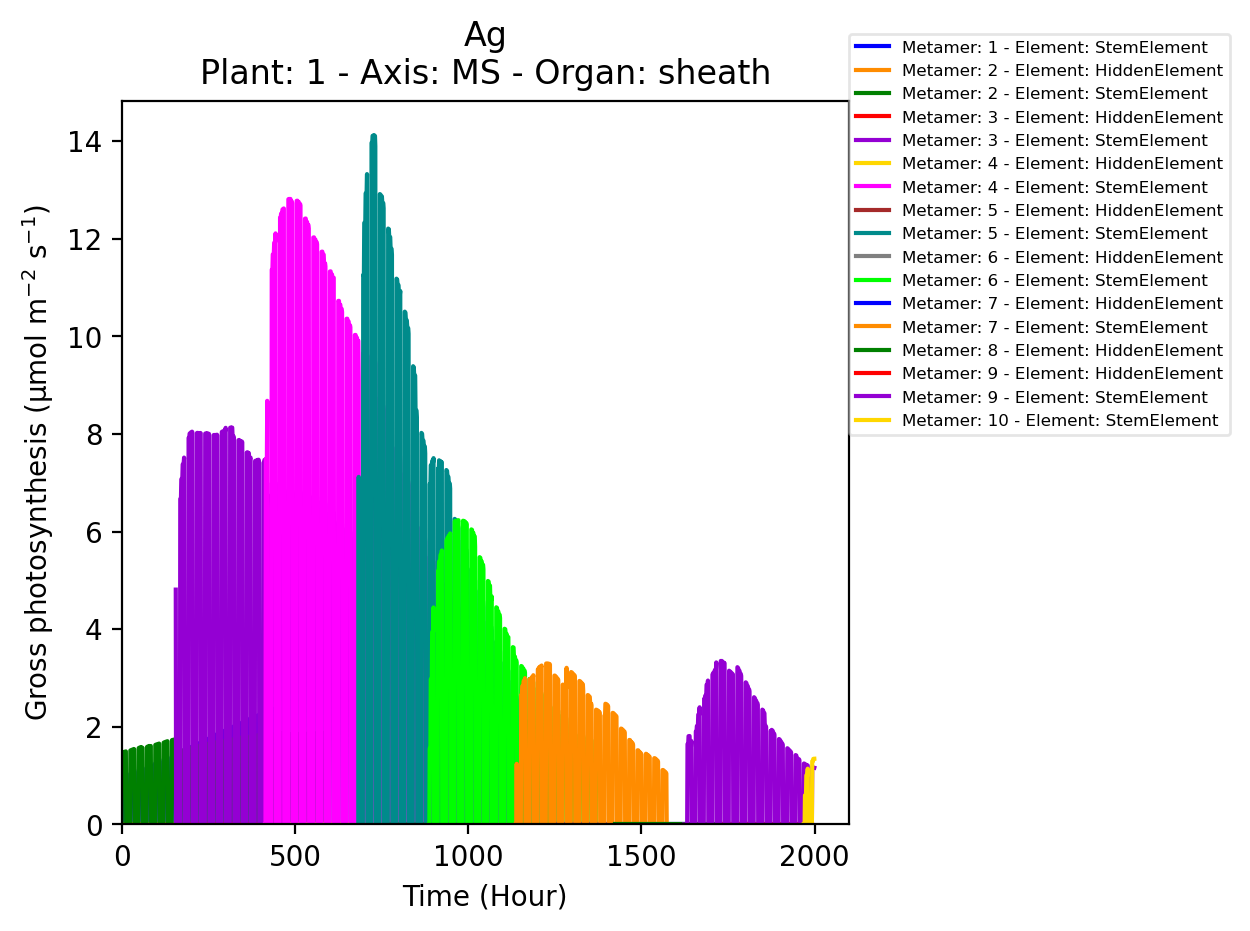 Ag
Plant: 1 - Axis: MS - Organ: sheath
Metamer: 1 - Element: StemElement
Metamer: 2 - Element: HiddenElement
Metamer: 2 - Element: StemElement
Metamer: 3 - Element: HiddenElement
Metamer: 3 - Element: StemElement
Metamer: 4 - Element: HiddenElement
Metamer: 4 - Element: StemElement
Metamer: 5 - Element: HiddenElement
Metamer: 5 - Element: StemElement
Metamer: 6 - Element: HiddenElement
Metamer: 6 - Element: StemElement
Metamer: 7 - Element: HiddenElement
Metamer: 7 - Element: StemElement
Metamer: 8 - Element: HiddenElement
Metamer: 9 - Element: HiddenElement
Metamer: 9 - Element: StemElement
Metamer: 10 - Element: StemElement
Gross photosynthesis (µmol m⁻² s⁻¹)
14
12
10
8
6
4
2
0
0 500 1000 1500 2000
Time (Hour)